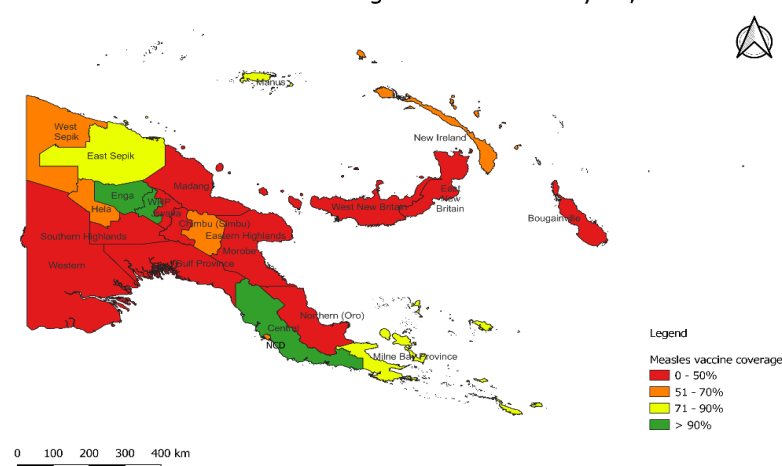 Manus
West
Sepik
New Ireland
East Sepik
Madang
Enga
WHP
Hela
East
New
Britain
West New Britain
Bougainville
Chimbu (Simbu)
Southern Highlands
Eastern Highlands
Morobe
Western
Gulf Province
Northern (Oro)
Central
NCD
Milne Bay Province
Legend
Measles vaccine coverage
0 - 50%
51 - 70%
71 - 90%
> 90%
0 100 200 300 400 km